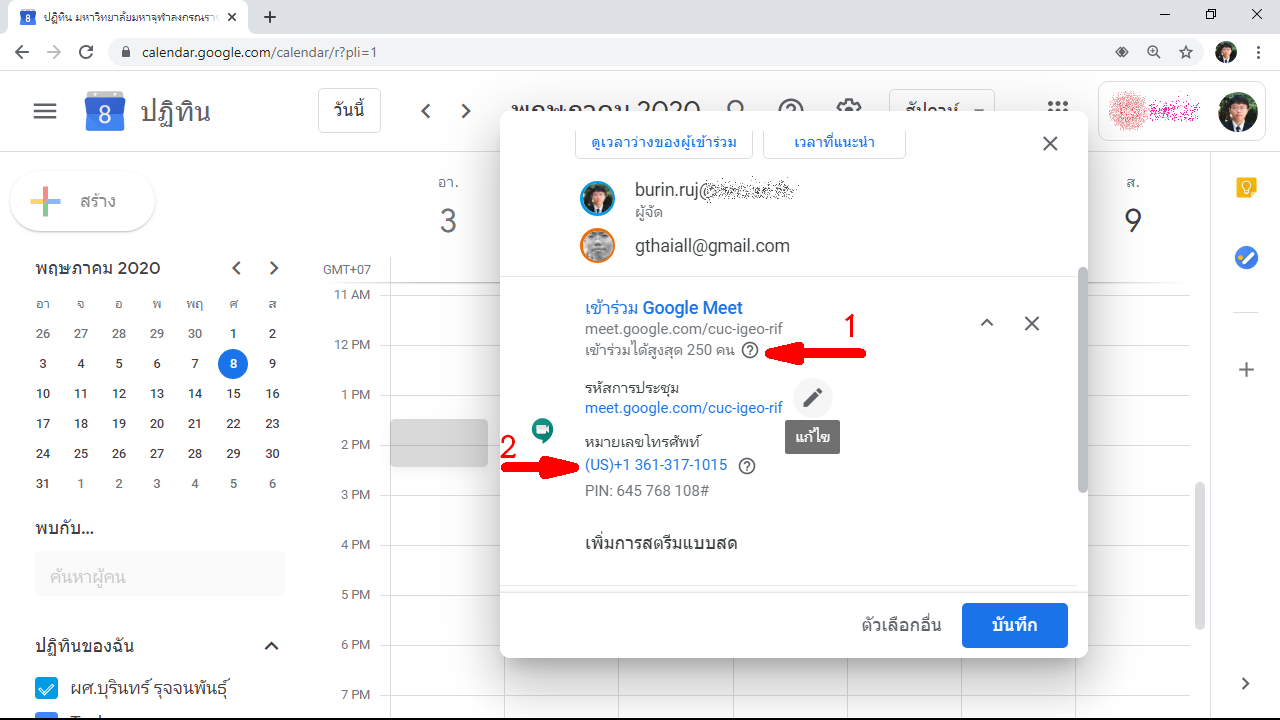 ปฏิทิน มหาวิทยาลัยมหาจุฬาลงกรณรา
calendar.google.com/calendar/r?pli=1
8 ปฏิทิน
วันนี้
พฤษภาคม 2020
สัปดาห์
สร้าง
พฤษภาคม 2020
อา จ อ พ พฤ ศ ส
26 27 28 29 30 1 2
3 4 5 6 7 8 9
10 11 12 13 14 15 16
17 18 19 20 21 22 23
24 25 26 27 28 29 30
31 1 2 3 4 5 6
พบกับ...
ค้นหาผู้คน
ปฏิทินของฉัน
ผศ.บุรินทร์ รุจจนพันธุ์
อา.
3
ส.
9
GMT+07
11 AM
12 PM
1 PM
2 PM
3 PM
4 PM
5 PM
6 PM
7 PM
ดูเวลาว่างของผู้เข้าร่วม
เวลาที่แนะนำ
burin.ruj@
ผู้จัด
gthaiall@gmail.com
เข้าร่วม Google Meet
meet.google.com/cuc-igeo-rif
เข้าร่วมได้สูงสุด 250 คน
1
รหัสการประชุม
meet.google.com/cuc-igeo-rif
แก้ไข
หมายเลขโทรศัพท์
2
(US)+1 361-317-1015
PIN: 645 768 108#
เพิ่มการสตรีมแบบสด
ตัวเลือกอื่น
บันทึก